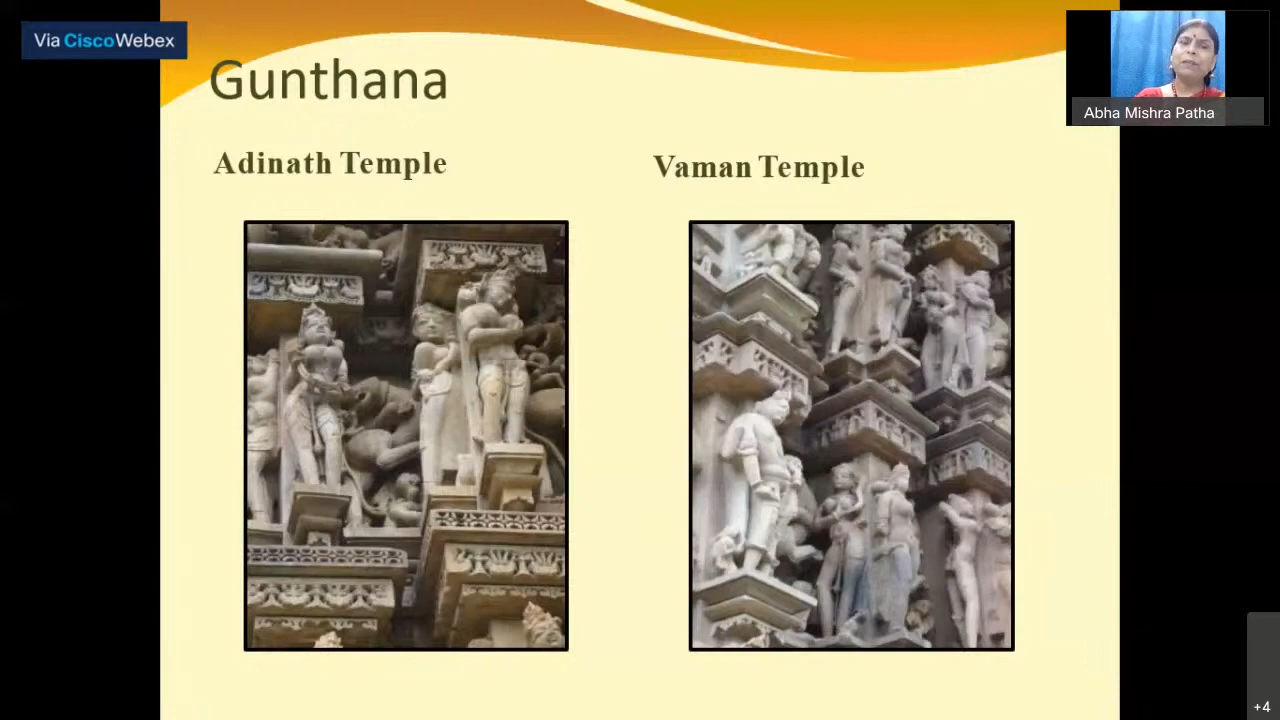 Via CiscoWebex
Gunthana
Abha Mishra Patha
Adinath Temple
Vaman Temple
+4